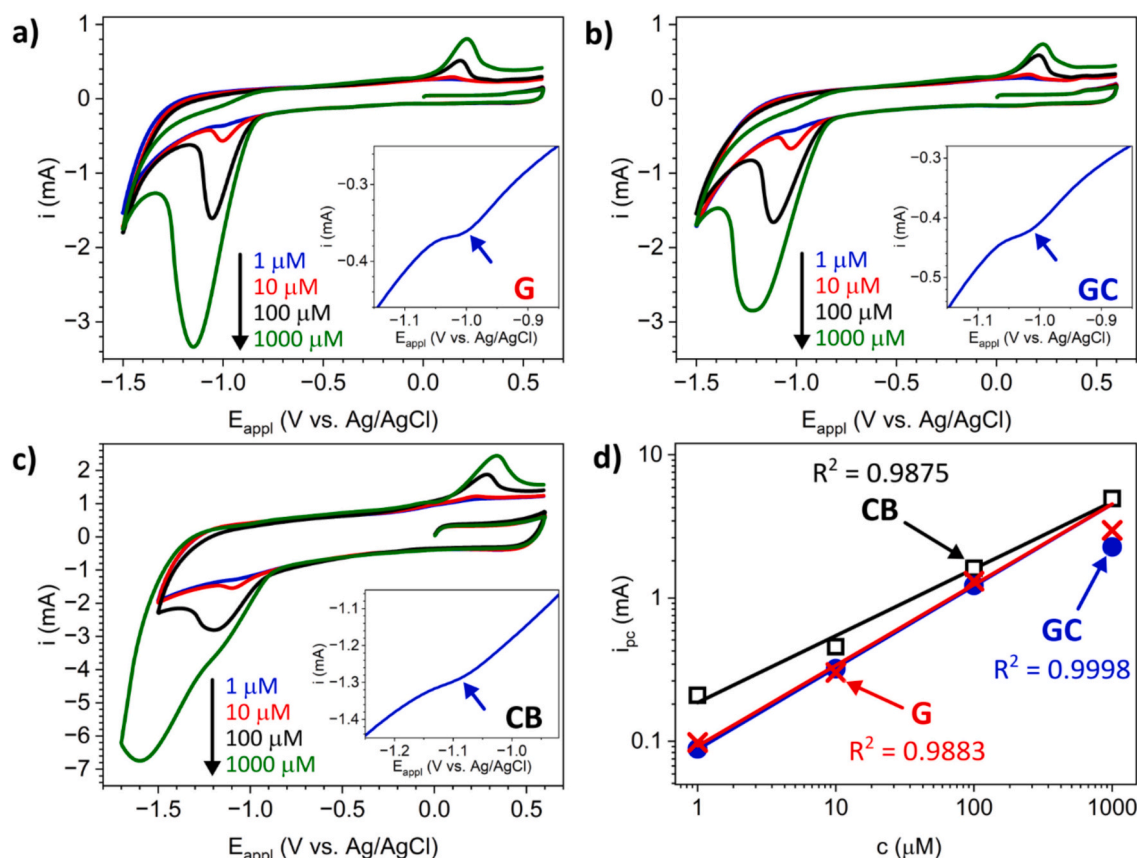 a)
i (mA)
1
0
−1
−2
−3
−1.5
−1.0
−0.5
0.0
0.5
E_appl (V vs. Ag/AgCl)
1 μM
10 μM
100 μM
1000 μM
i (mA)
−0.3
−0.4
−1.1
−1.0
−0.9
E_appl (V vs. Ag/AgCl)
G
b)
i (mA)
1
0
−1
−2
−3
−1.5
−1.0
−0.5
0.0
0.5
E_appl (V vs. Ag/AgCl)
1 μM
10 μM
100 μM
1000 μM
i (mA)
−0.3
−0.4
−0.5
−1.1
−1.0
−0.9
E_appl (V vs. Ag/AgCl)
GC
c)
i (mA)
2
1
0
−1
−2
−3
−4
−5
−6
−7
−1.5
−1.0
−0.5
0.0
0.5
E_appl (V vs. Ag/AgCl)
1 μM
10 μM
100 μM
1000 μM
i (mA)
−1.1
−1.2
−1.3
−1.4
−1.2
−1.1
−1.0
E_appl (V vs. Ag/AgCl)
CB
d)
i_pc (mA)
10
1
0.1
1
10
100
1000
c (μM)
R² = 0.9875
CB
GC
R² = 0.9998
G
R² = 0.9883